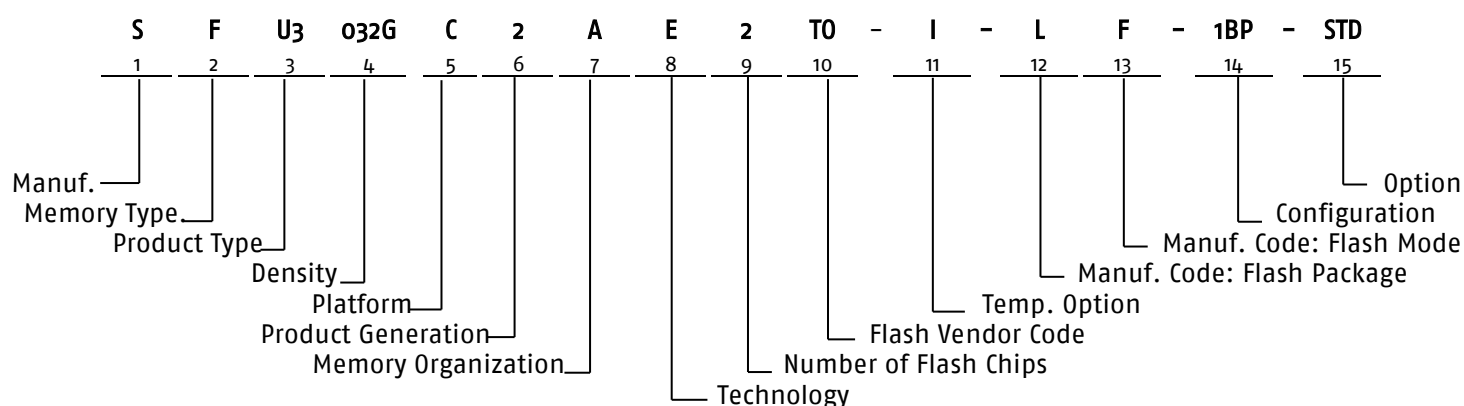 S F U3 032G C 2 A E 2 TO - I - L F - 1BP - STD
1 2 3 4 5 6 7 8 9 10 11 12 13 14 15
Manuf. Option
Memory Type. Configuration
Product Type Manuf. Code: Flash Mode
Density Manuf. Code: Flash Package
Platform Temp. Option
Product Generation Flash Vendor Code
Memory Organization Number of Flash Chips
Technology